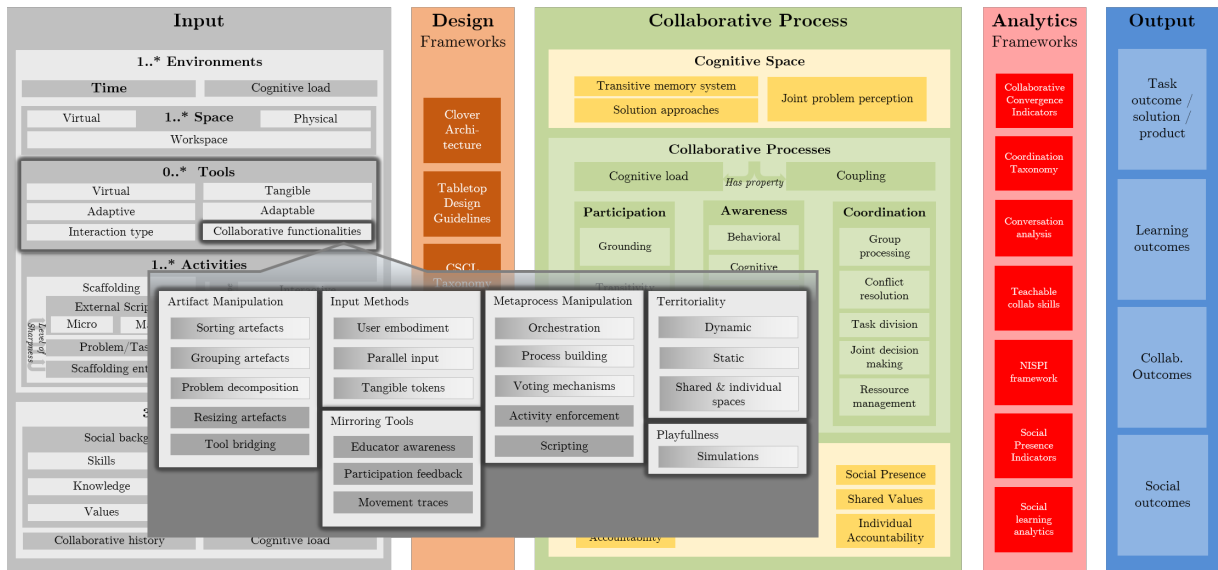 Input
1..* Environments
Time
Cognitive load
Virtual
1..* Space
Physical
Workspace
0..* Tools
Virtual
Tangible
Adaptive
Adaptable
Interaction type
Collaborative functionalities
1..* Activities
Scaffolding
External Scrip
Micro
Level of
Sharpness
Problem/Tas
Scaffolding ent
3
Social backg
Skills
Knowledge
Values
Collaborative history
Cognitive load
Artifact Manipulation
Sorting artefacts
Grouping artefacts
Problem decomposition
Resizing artefacts
Tool bridging
Input Methods
User embodiment
Parallel input
Tangible tokens
Mirroring Tools
Educator awareness
Participation feedback
Movement traces
Metaprocess Manipulation
Orchestration
Process building
Voting mechanisms
Activity enforcement
Scripting
Territoriality
Dynamic
Static
Shared & individual
spaces
Playfullness
Simulations
Design
Frameworks
Clover
Archi-
tecture
Tabletop
Design
Guidelines
CSCL
Taxonomy
Collaborative Process
Cognitive Space
Transitive memory system
Solution approaches
Joint problem perception
Collaborative Processes
Cognitive load
Has property
Coupling
Participation
Grounding
Awareness
Behavioral
Cognitive
Coordination
Group
processing
Conflict
resolution
Task division
Joint decision
making
Ressource
management
Social Presence
Shared Values
Accountability
Individual
Accountability
Analytics
Frameworks
Collaborative
Convergence
Indicators
Coordination
Taxonomy
Conversation
analysis
Teachable
collab skills
NISPI
framework
Social
Presence
Indicators
Social
learning
analytics
Output
Task
outcome /
solution /
product
Learning
outcomes
Collab.
Outcomes
Social
outcomes